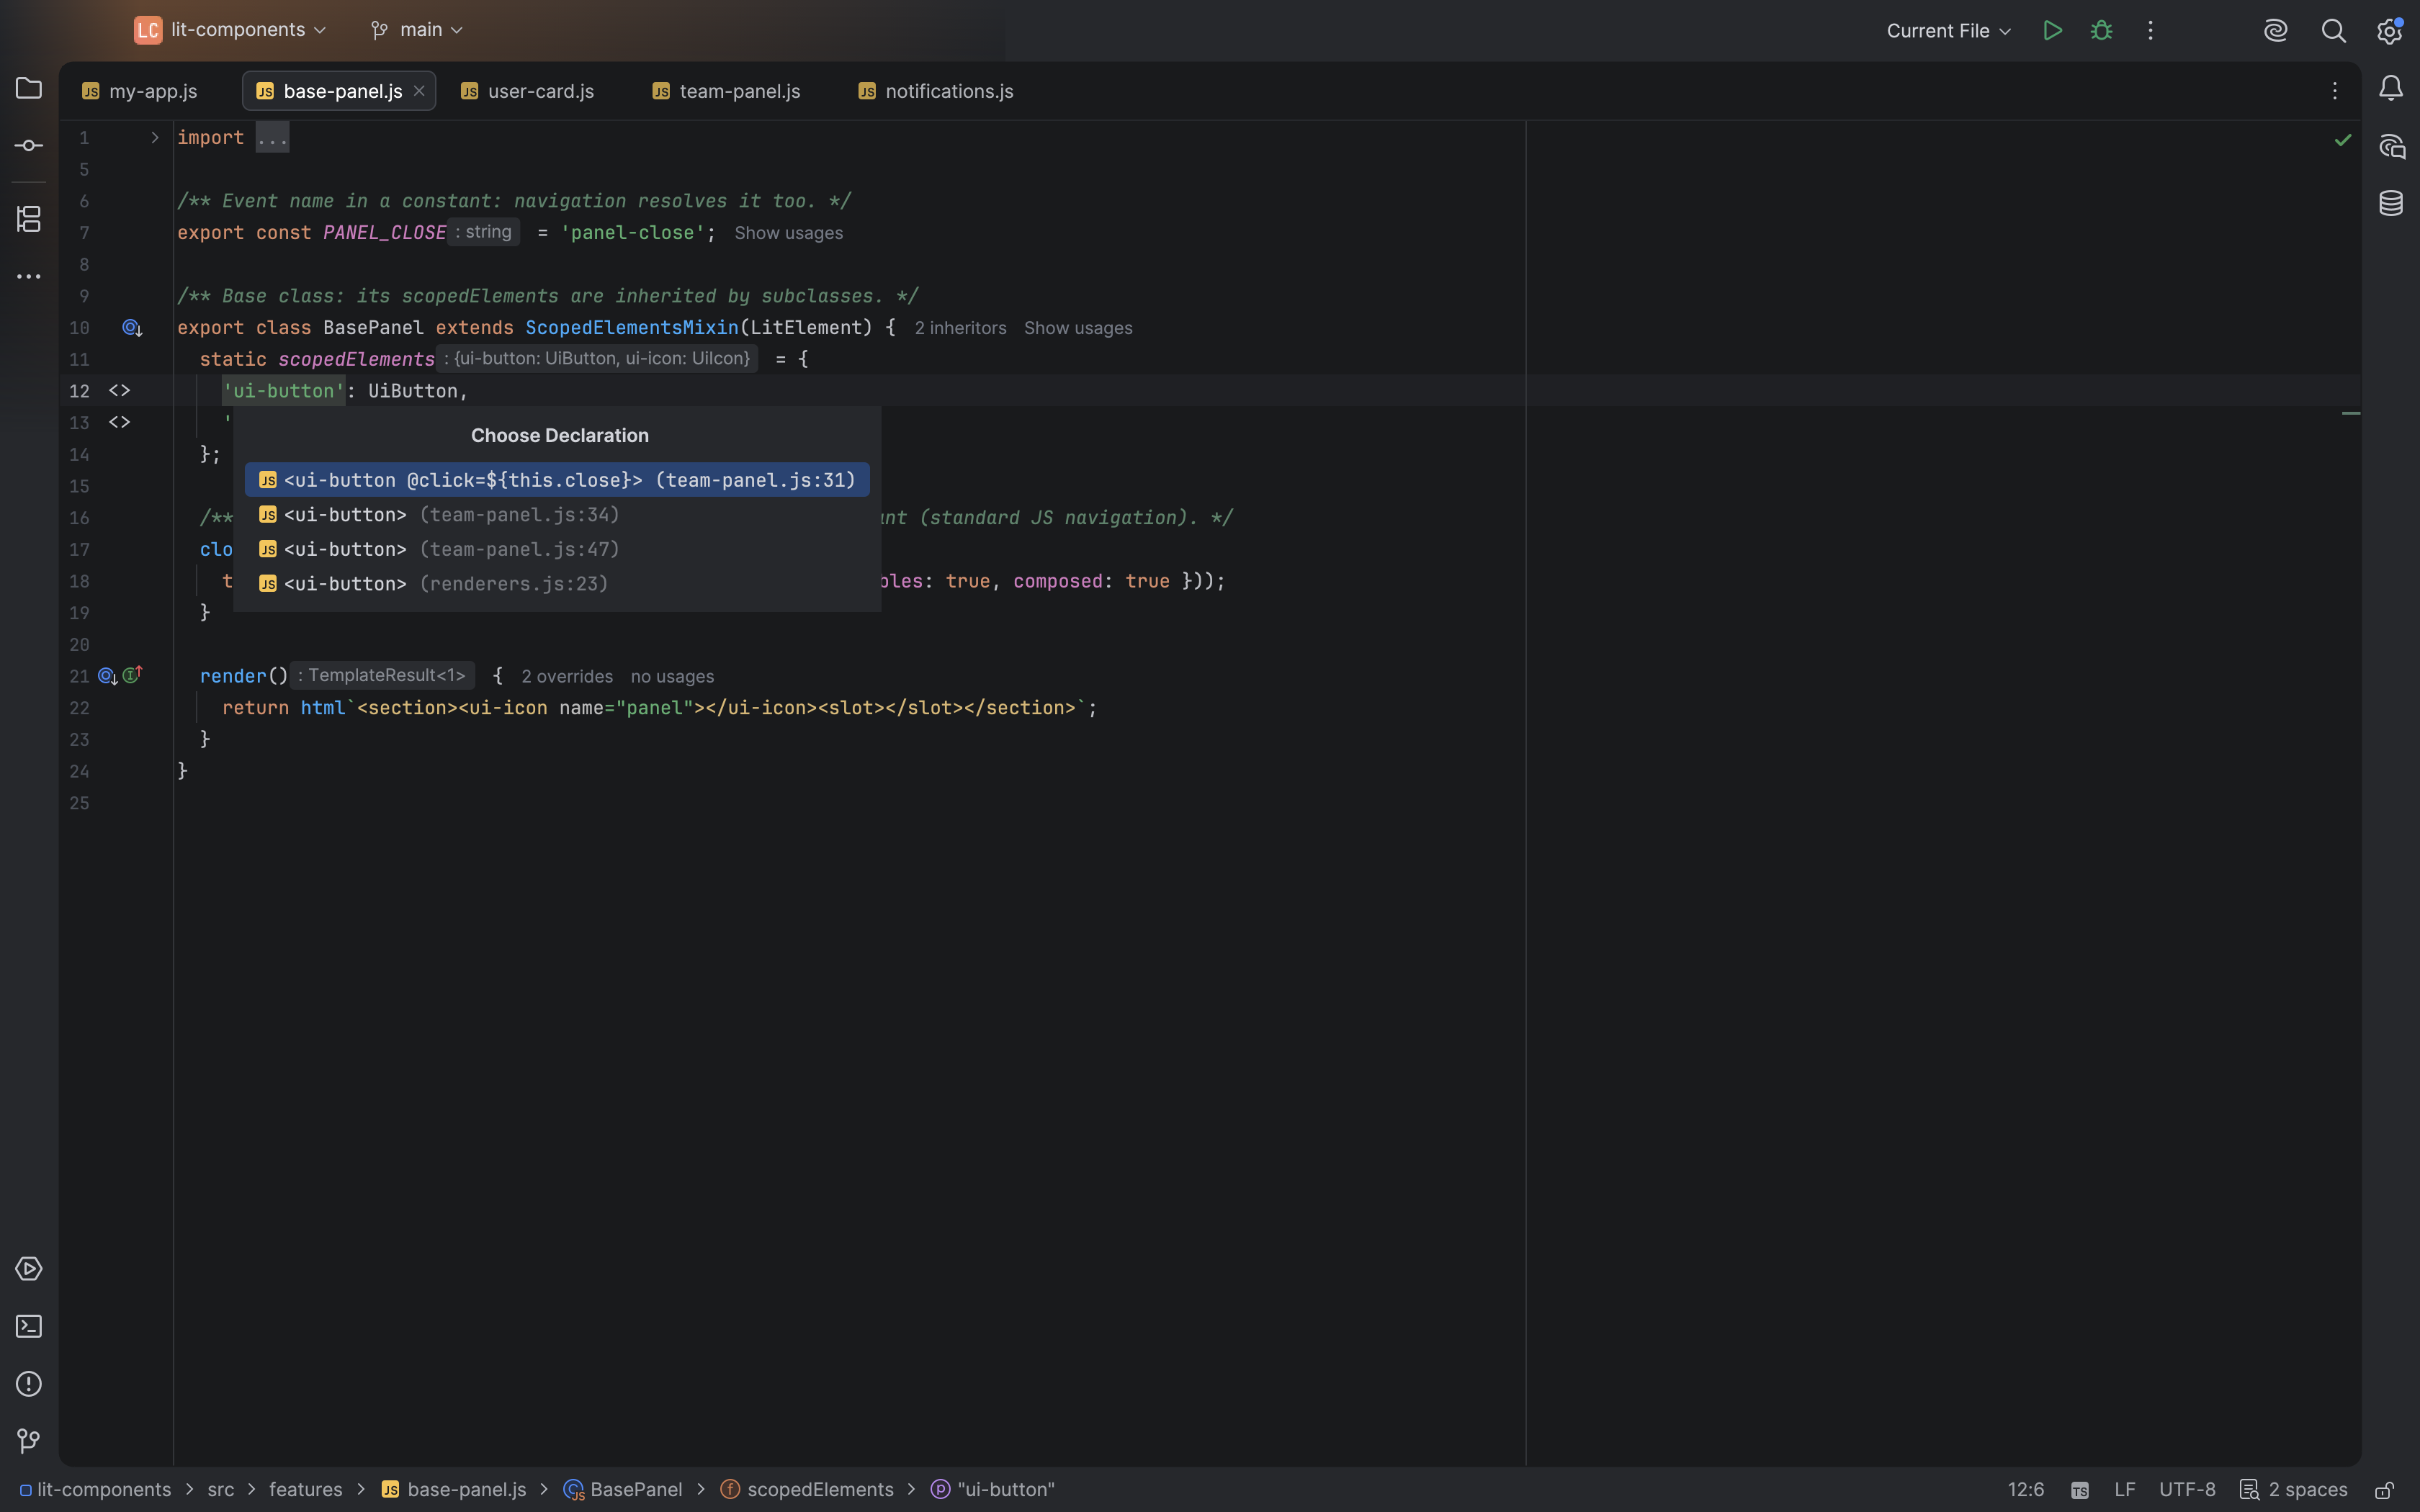 LC lit-components main Current File
my-app.js base-panel.js user-card.js team-panel.js notifications.js
1 import ...
5
6 /** Event name in a constant: navigation resolves it too. */
7 export const PANEL_CLOSE : string = 'panel-close'; Show usages
8
9 /** Base class: its scopedElements are inherited by subclasses. */
10 export class BasePanel extends ScopedElementsMixin(LitElement) { 2 inheritors Show usages
11 static scopedElements : {ui-button: UiButton, ui-icon: UiIcon} = {
12 <> 'ui-button': UiButton,
13 <> '
Choose Declaration
14 };
<ui-button @click=${this.close}> (team-panel.js:31)
15
<ui-button> (team-panel.js:34)
16 /** nt (standard JS navigation). */
<ui-button> (team-panel.js:47)
17 clo
<ui-button> (renderers.js:23)
18 t bles: true, composed: true }));
19 }
20
21 render() : TemplateResult<1> { 2 overrides no usages
22 return html`<section><ui-icon name="panel"></ui-icon><slot></slot></section>`;
23 }
24 }
25
lit-components > src > features > base-panel.js > BasePanel > scopedElements > "ui-button" 12:6 LF UTF-8 2 spaces